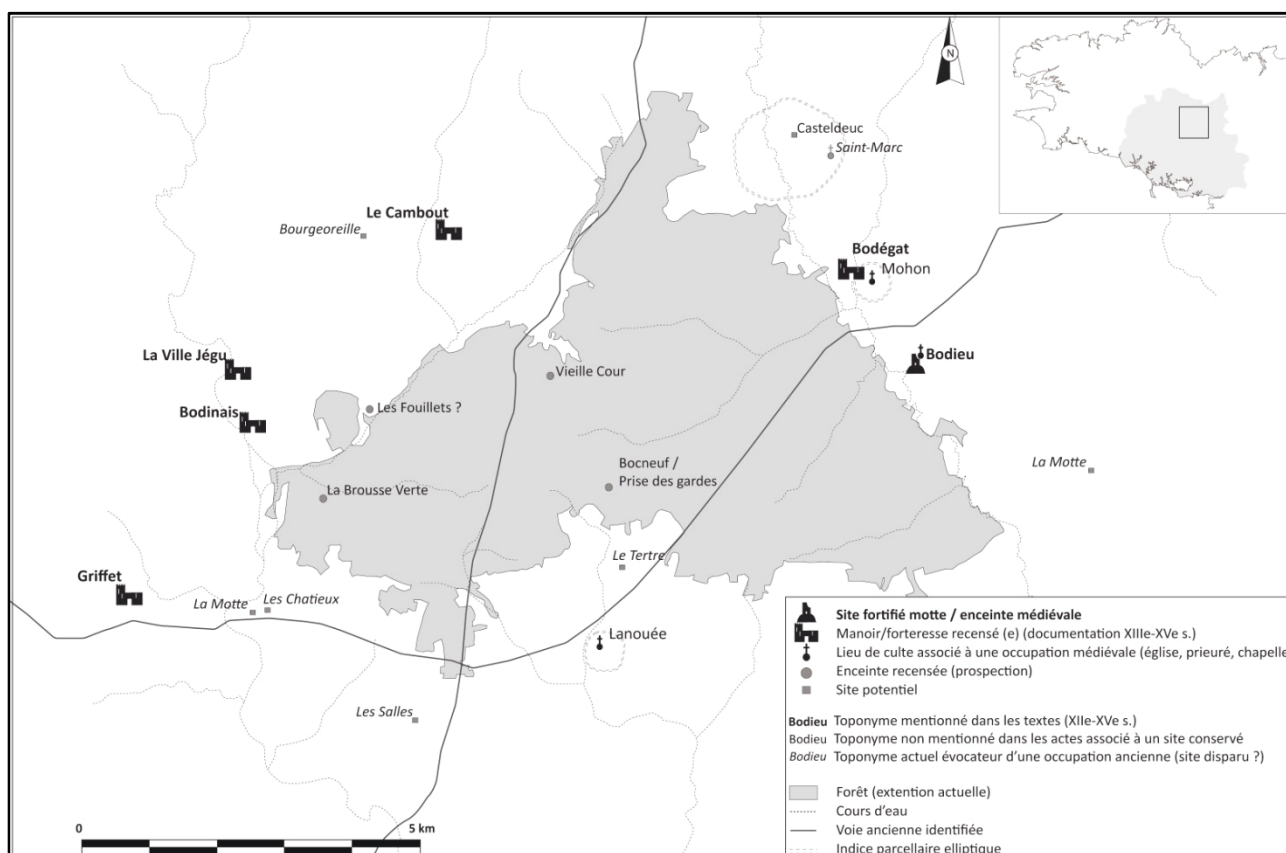 N
Casteldeuc
Saint-Marc
Le Cambout
Bourgeoreille
Bodégat
Mohon
La Ville Jégu
Bodieu
Vieille Cour
Les Fouillets ?
Bodinais
La Motte
Bocneuf /
Prise des gardes
La Brousse Verte
Le Tertre
Griffet
La Motte
Les Chatieux
Lanouée
Les Salles
Site fortifié motte / enceinte médiévale
Manoir/forteresse recensé (e) (documentation XIIIe-XVe s.)
Lieu de culte associé à une occupation médiévale (église, prieuré, chapelle
Enceinte recensée (prospection)
Site potentiel
Bodieu Toponyme mentionné dans les textes (XIIe-XVe s.)
Bodieu Toponyme non mentionné dans les actes associé à un site conservé
Bodieu Toponyme actuel évocateur d'une occupation ancienne (site disparu ?)
Forêt (extention actuelle)
Cours d'eau
Voie ancienne identifiée
Indice parcellaire elliptique
0 5 km